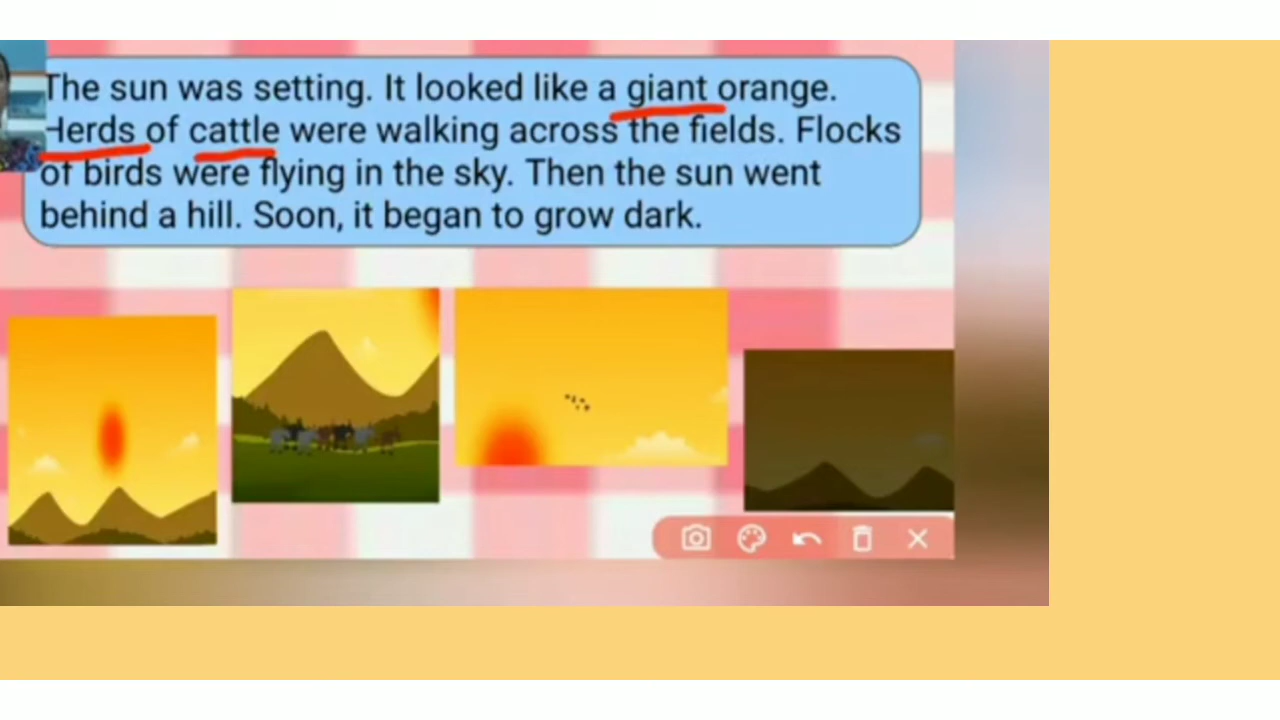 The sun was setting. It looked like a giant orange.
Herds of cattle were walking across the fields. Flocks
of birds were flying in the sky. Then the sun went
behind a hill. Soon, it began to grow dark.